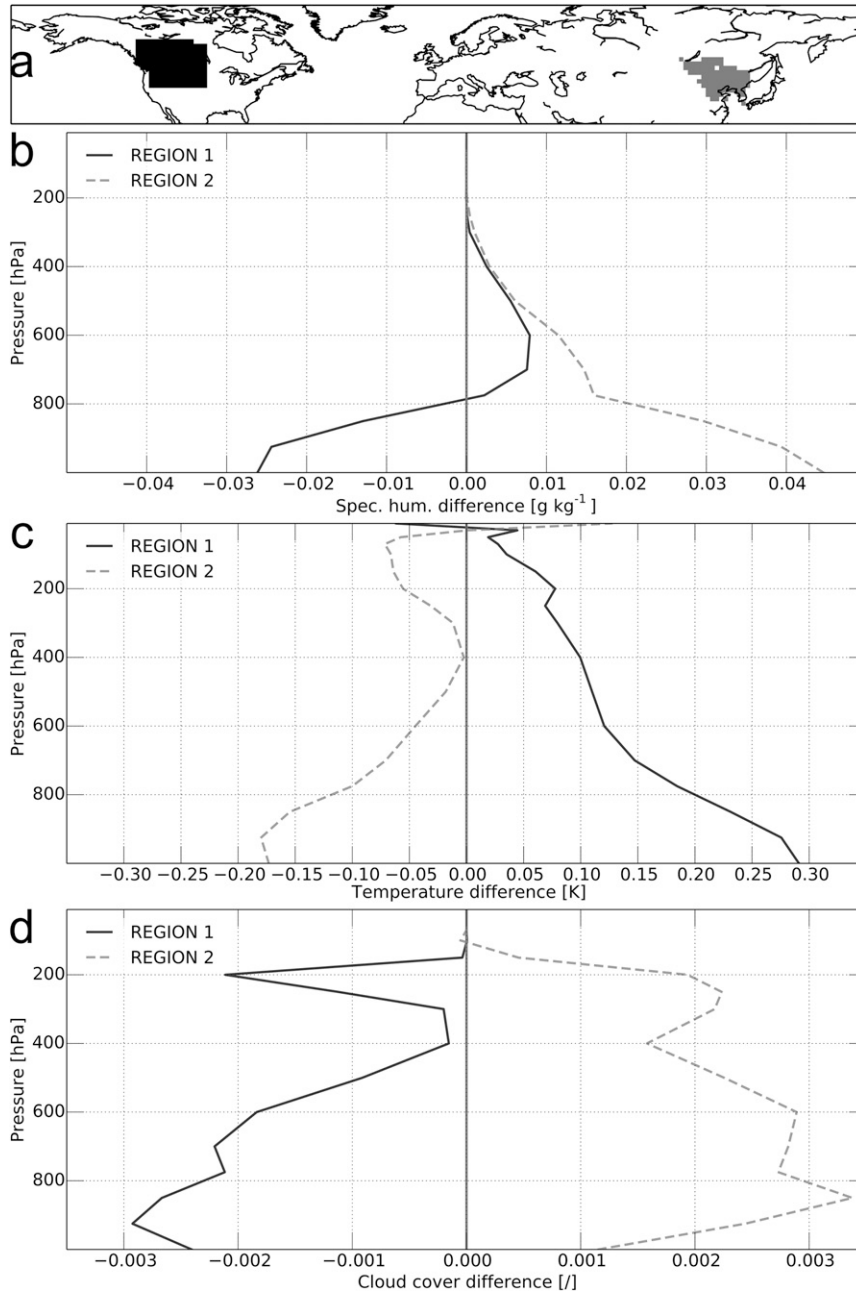 a
b
REGION 1
REGION 2
Pressure [hPa]
200
400
600
800
−0.04 −0.03 −0.02 −0.01 0.00 0.01 0.02 0.03 0.04
Spec. hum. difference [g kg⁻¹ ]
c
REGION 1
REGION 2
Pressure [hPa]
200
400
600
800
−0.30 −0.25 −0.20 −0.15 −0.10 −0.05 0.00 0.05 0.10 0.15 0.20 0.25 0.30
Temperature difference [K]
d
REGION 1
REGION 2
Pressure [hPa]
200
400
600
800
−0.003 −0.002 −0.001 0.000 0.001 0.002 0.003
Cloud cover difference [/]